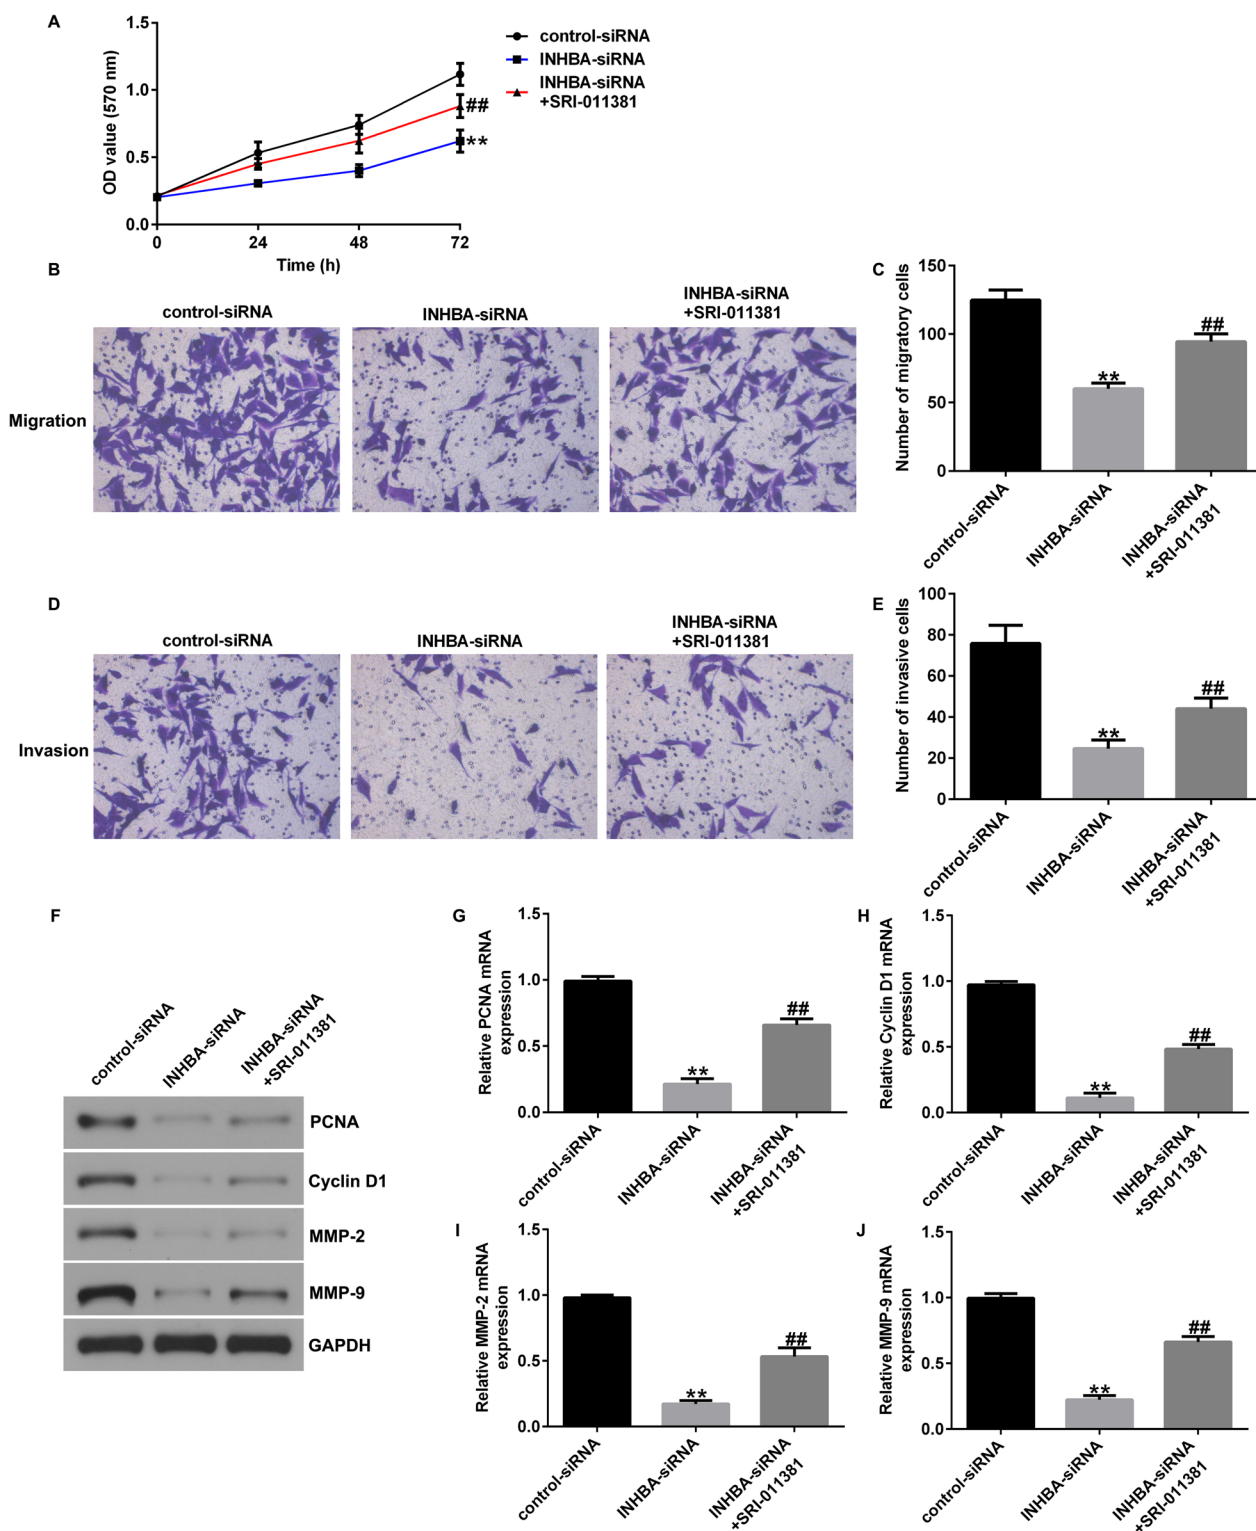 A
1.5
1.0
0.5
0.0
OD value (570 nm)
0
24
48
72
Time (h)
control-siRNA
INHBA-siRNA
INHBA-siRNA
+SRI-011381
##
**
B
control-siRNA
INHBA-siRNA
INHBA-siRNA
+SRI-011381
Migration
C
150
100
50
0
Number of migratory cells
**
##
control-siRNA
INHBA-siRNA
INHBA-siRNA
+SRI-011381
D
control-siRNA
INHBA-siRNA
INHBA-siRNA
+SRI-011381
Invasion
E
100
80
60
40
20
0
Number of invasive cells
**
##
control-siRNA
INHBA-siRNA
INHBA-siRNA
+SRI-011381
F
control-siRNA
INHBA-siRNA
INHBA-siRNA
+SRI-011381
PCNA
Cyclin D1
MMP-2
MMP-9
GAPDH
G
1.5
1.0
0.5
0.0
Relative PCNA mRNA
expression
**
##
control-siRNA
INHBA-siRNA
INHBA-siRNA
+SRI-011381
H
1.5
1.0
0.5
0.0
Relative Cyclin D1 mRNA
expression
**
##
control-siRNA
INHBA-siRNA
INHBA-siRNA
+SRI-011381
I
1.5
1.0
0.5
0.0
Relative MMP-2 mRNA
expression
**
##
control-siRNA
INHBA-siRNA
INHBA-siRNA
+SRI-011381
J
1.5
1.0
0.5
0.0
Relative MMP-9 mRNA
expression
**
##
control-siRNA
INHBA-siRNA
INHBA-siRNA
+SRI-011381